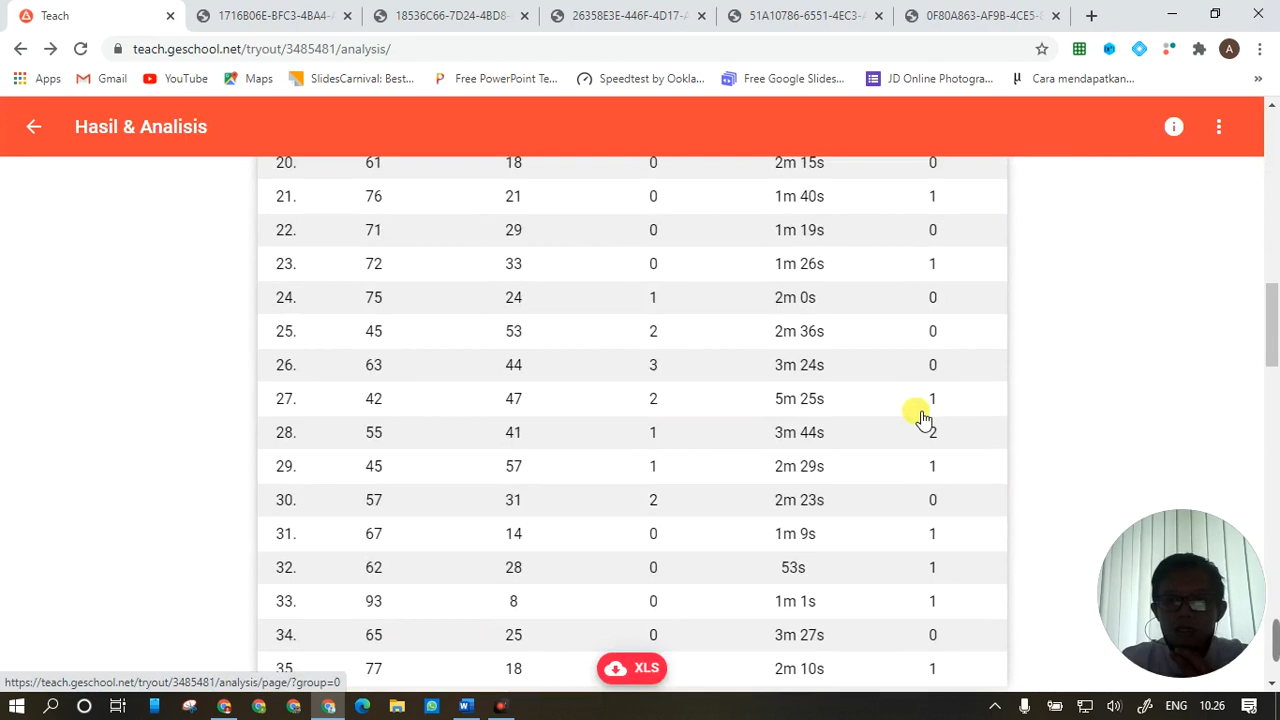 Teach
1716B06E-BFC3-4BA4-
18536C66-7D24-4BD8-
26358E3E-446F-4D17-
51A10786-6551-4EC3-
0F80A863-AF9B-4CE5-
teach.geschool.net/tryout/3485481/analysis/
A
Apps
Gmail
YouTube
Maps
SlidesCarnival: Best...
Free PowerPoint Te...
Speedtest by Ookla...
Free Google Slides...
JD Online Photogra...
Cara mendapatkan...
Hasil & Analisis
20. 61 18 0 2m 15s 0
21. 76 21 0 1m 40s 1
22. 71 29 0 1m 19s 0
23. 72 33 0 1m 26s 1
24. 75 24 1 2m 0s 0
25. 45 53 2 2m 36s 0
26. 63 44 3 3m 24s 0
27. 42 47 2 5m 25s 1
28. 55 41 1 3m 44s 2
29. 45 57 1 2m 29s 1
30. 57 31 2 2m 23s 0
31. 67 14 0 1m 9s 1
32. 62 28 0 53s 1
33. 93 8 0 1m 1s 1
34. 65 25 0 3m 27s 0
35 77 18 2m 10s 1
XLS
https://teach.geschool.net/tryout/3485481/analysis/page/?group=0
ENG
10.26